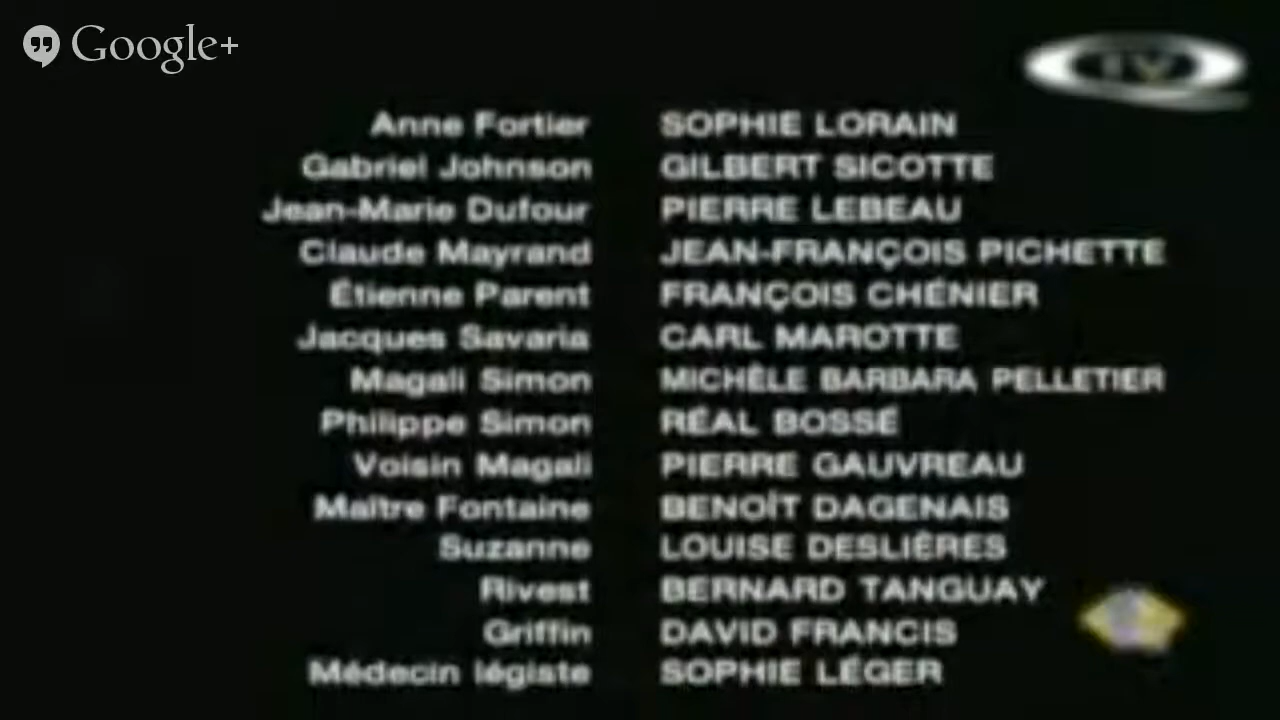 Google+
TV
Anne Fortier SOPHIE LORAIN
Gabriel Johnson GILBERT SICOTTE
Jean-Marie Dufour PIERRE LEBEAU
Claude Mayrand JEAN-FRANÇOIS PICHETTE
Étienne Parent FRANÇOIS CHÉNIER
Jacques Savaria CARL MAROTTE
Magali Simon MICHÈLE BARBARA PELLETIER
Philippe Simon RÉAL BOSSÉ
Voisin Magali PIERRE GAUVREAU
Maître Fontaine BENOÎT DAGENAIS
Suzanne LOUISE DESLIÈRES
Rivest BERNARD TANGUAY
Griffin DAVID FRANCIS
Médecin légiste SOPHIE LÉGER